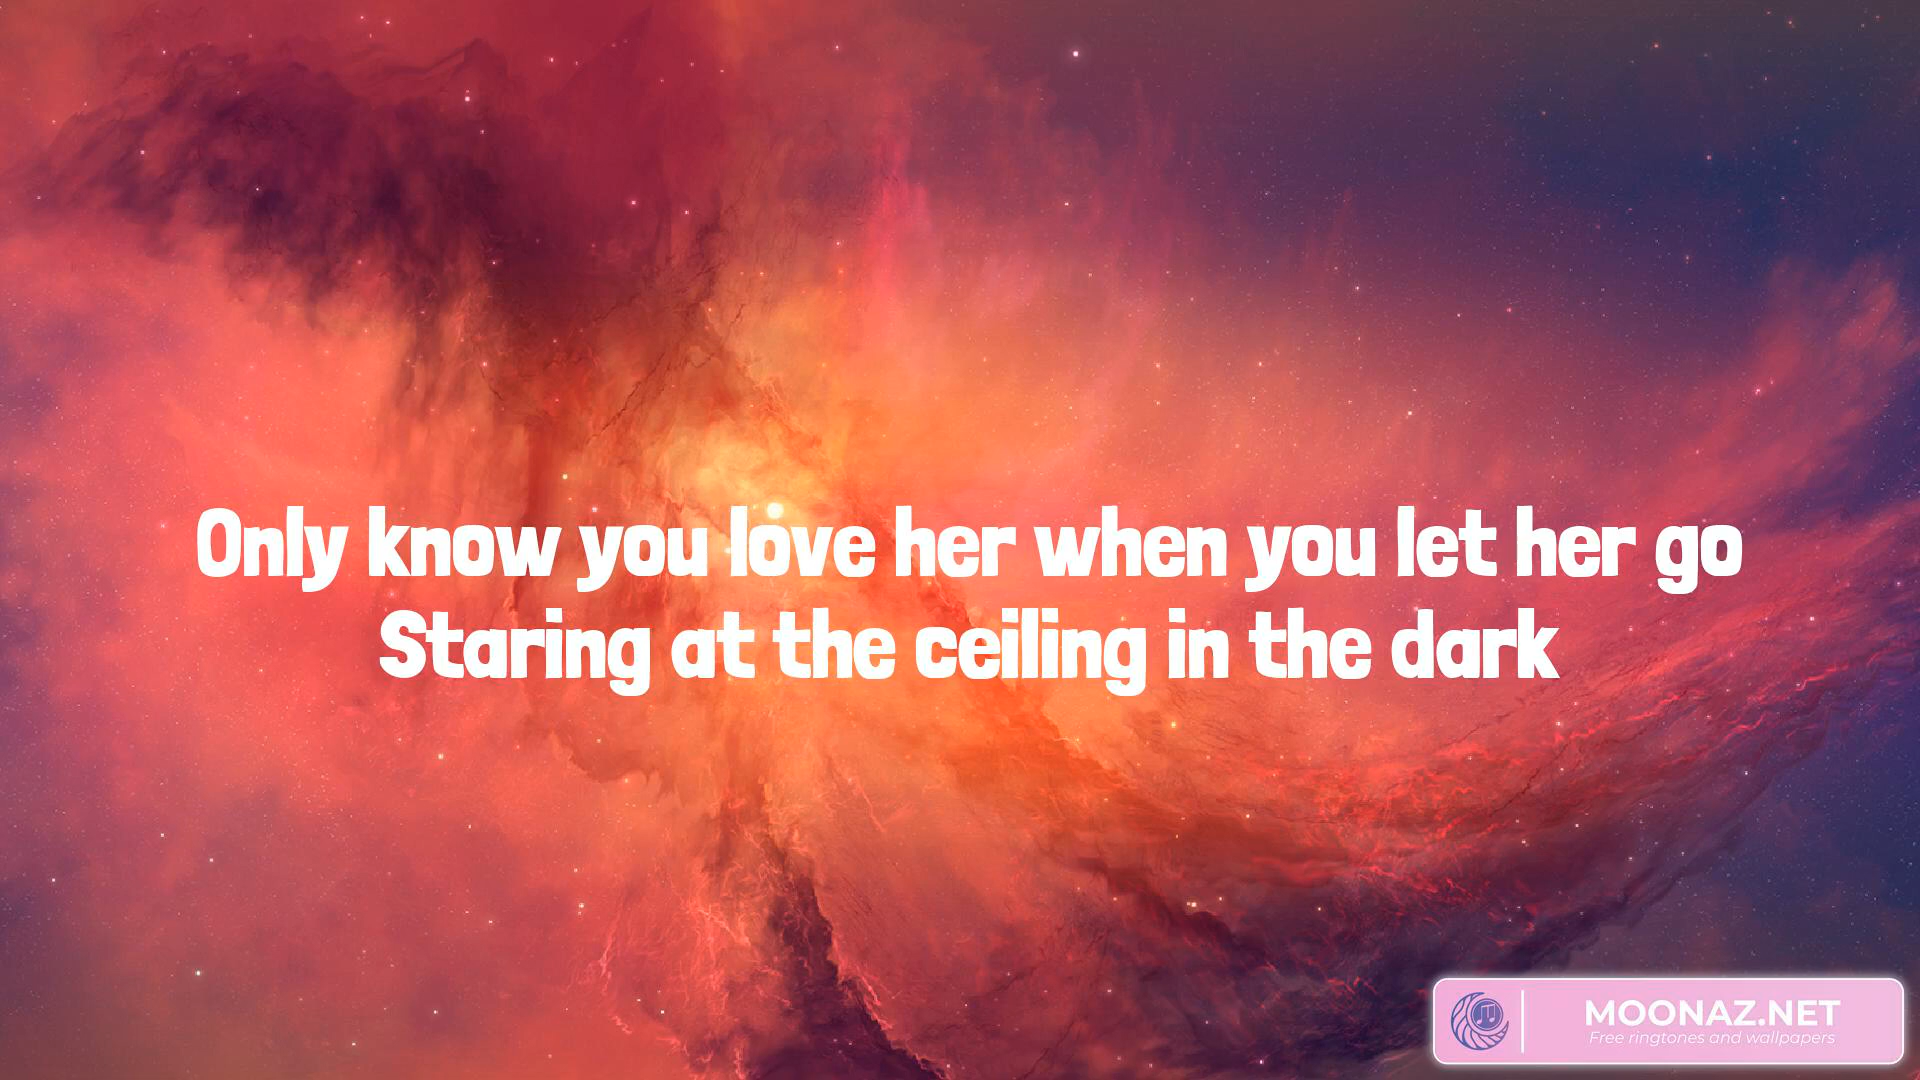 Only know you love her when you let her go
Staring at the ceiling in the dark
MOONAZ.NET
Free ringtones and wallpapers